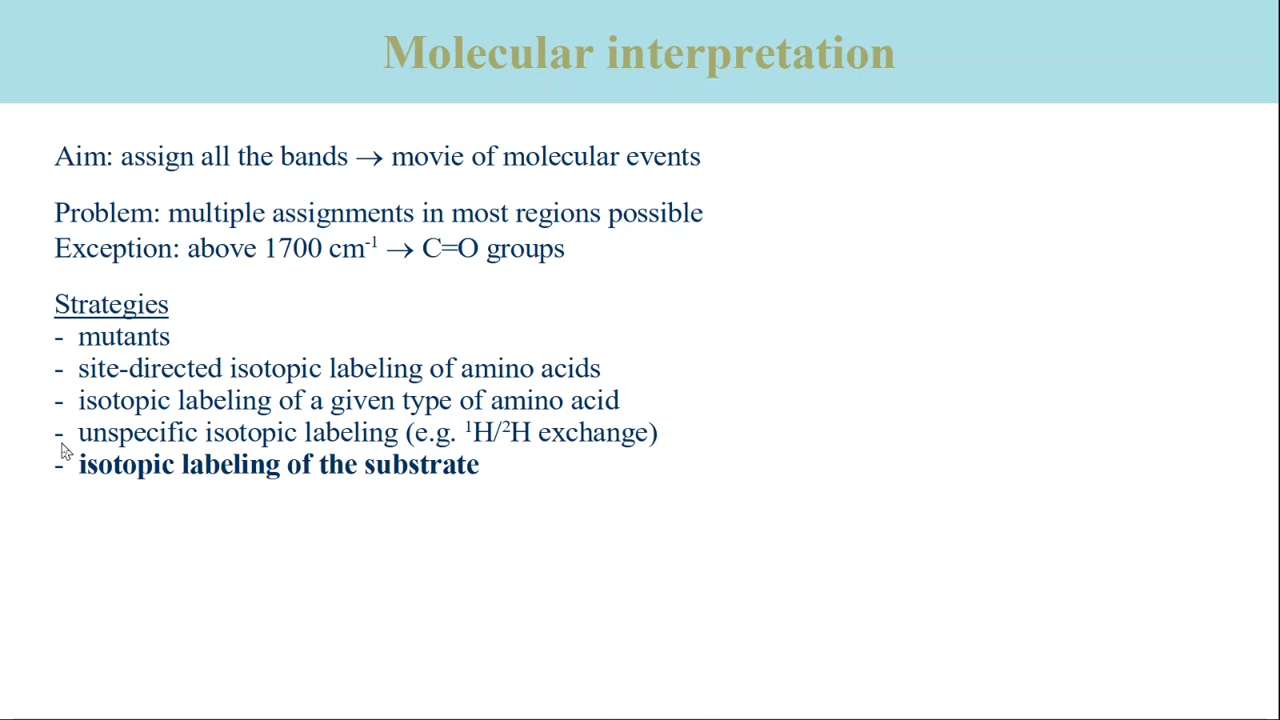 Molecular interpretation
Aim: assign all the bands → movie of molecular events
Problem: multiple assignments in most regions possible
Exception: above 1700 cm⁻¹ → C=O groups
Strategies
- mutants
- site-directed isotopic labeling of amino acids
- isotopic labeling of a given type of amino acid
- unspecific isotopic labeling (e.g. ¹H/²H exchange)
- isotopic labeling of the substrate